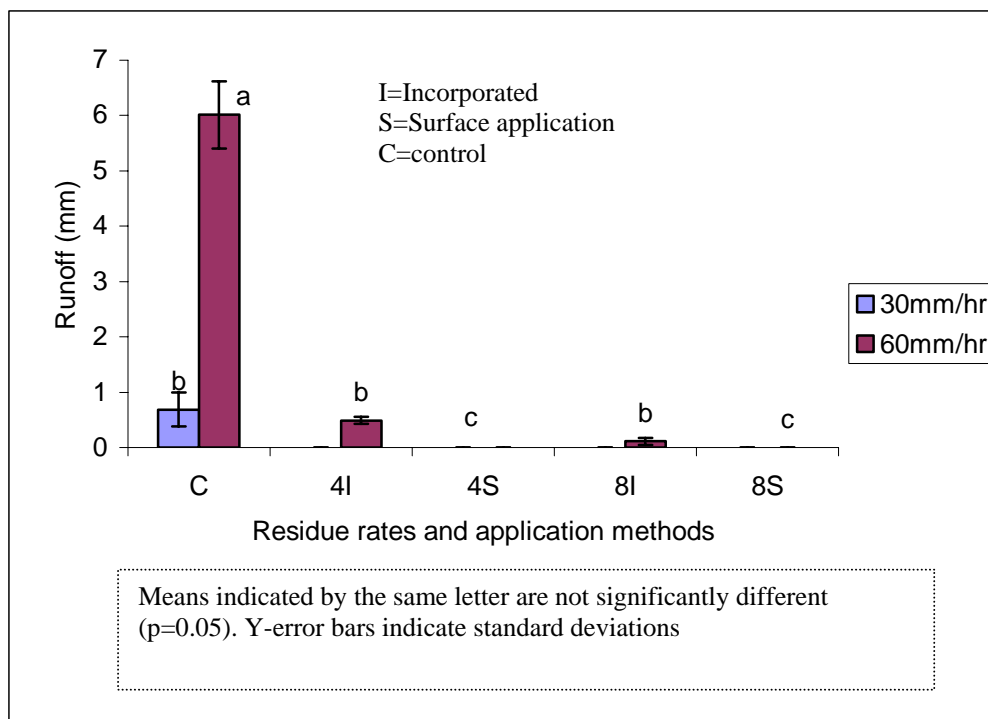 7
6
5
4
3
2
1
0
Runoff (mm)
a
b
b
c
b
c
I=Incorporated
S=Surface application
C=control
30mm/hr
60mm/hr
C 4I 4S 8I 8S
Residue rates and application methods
Means indicated by the same letter are not significantly different
(p=0.05). Y-error bars indicate standard deviations